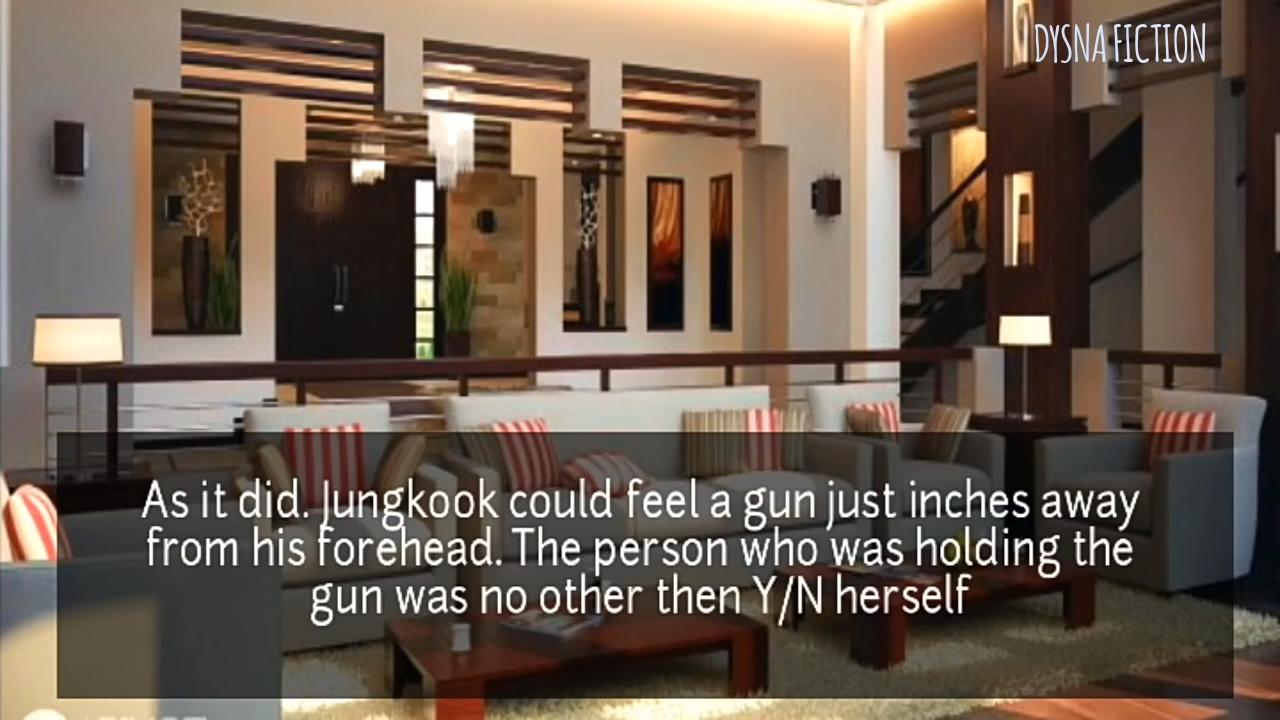 DYSNA FICTION
As it did. Jungkook could feel a gun just inches away
from his forehead. The person who was holding the
gun was no other then Y/N herself